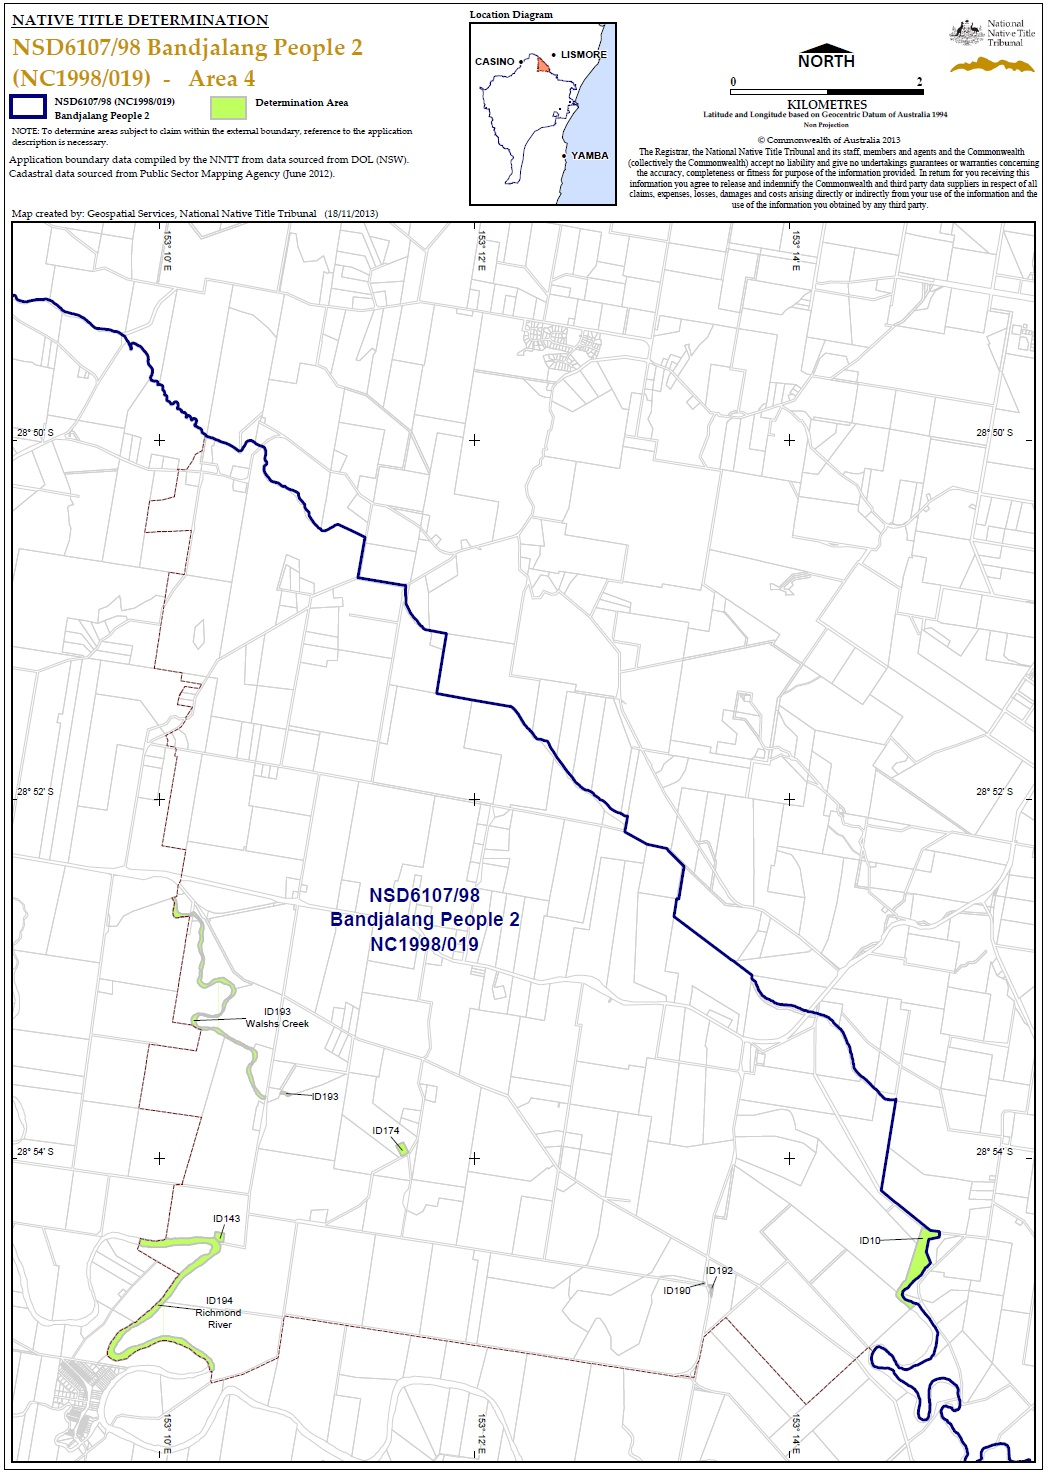 NATIVE TITLE DETERMINATION
NSD6107/98 Bandjalang People 2
(NC1998/019) - Area 4
NSD6107/98 (NC1998/019)
Bandjalang People 2
Determination Area
NOTE: To determine areas subject to claim within the external boundary, reference to the application
description is necessary.
Application boundary data compiled by the NNTT from data sourced from DOL (NSW).
Cadastral data sourced from Public Sector Mapping Agency (June 2012).
Map created by: Geospatial Services, National Native Title Tribunal (18/11/2013)
Location Diagram
CASINO
LISMORE
YAMBA
NORTH
0 2
KILOMETRES
Latitude and Longitude based on Geocentric Datum of Australia 1994
Non Projection
© Commonwealth of Australia 2013
The Registrar, the National Native Title Tribunal and its staff, members and agents and the Commonwealth
(collectively the Commonwealth) accept no liability and give no undertakings guarantees or warranties concerning
the accuracy, completeness or fitness for purpose of the information provided. In return for you receiving this
information you agree to release and indemnify the Commonwealth and third party data suppliers in respect of all
claims, expenses, losses, damages and costs arising directly or indirectly from your use of the information and the
use of the information you obtained by any third party.
National
Native Title
Tribunal
153° 10' E
153° 12' E
153° 14' E
28° 50' S
28° 50' S
28° 52' S
28° 52' S
NSD6107/98
Bandjalang People 2
NC1998/019
ID193
Walshs Creek
ID193
ID174
28° 54' S
28° 54' S
ID143
ID10
ID192
ID190
ID194
Richmond
River
153° 10' E
153° 12' E
153° 14' E